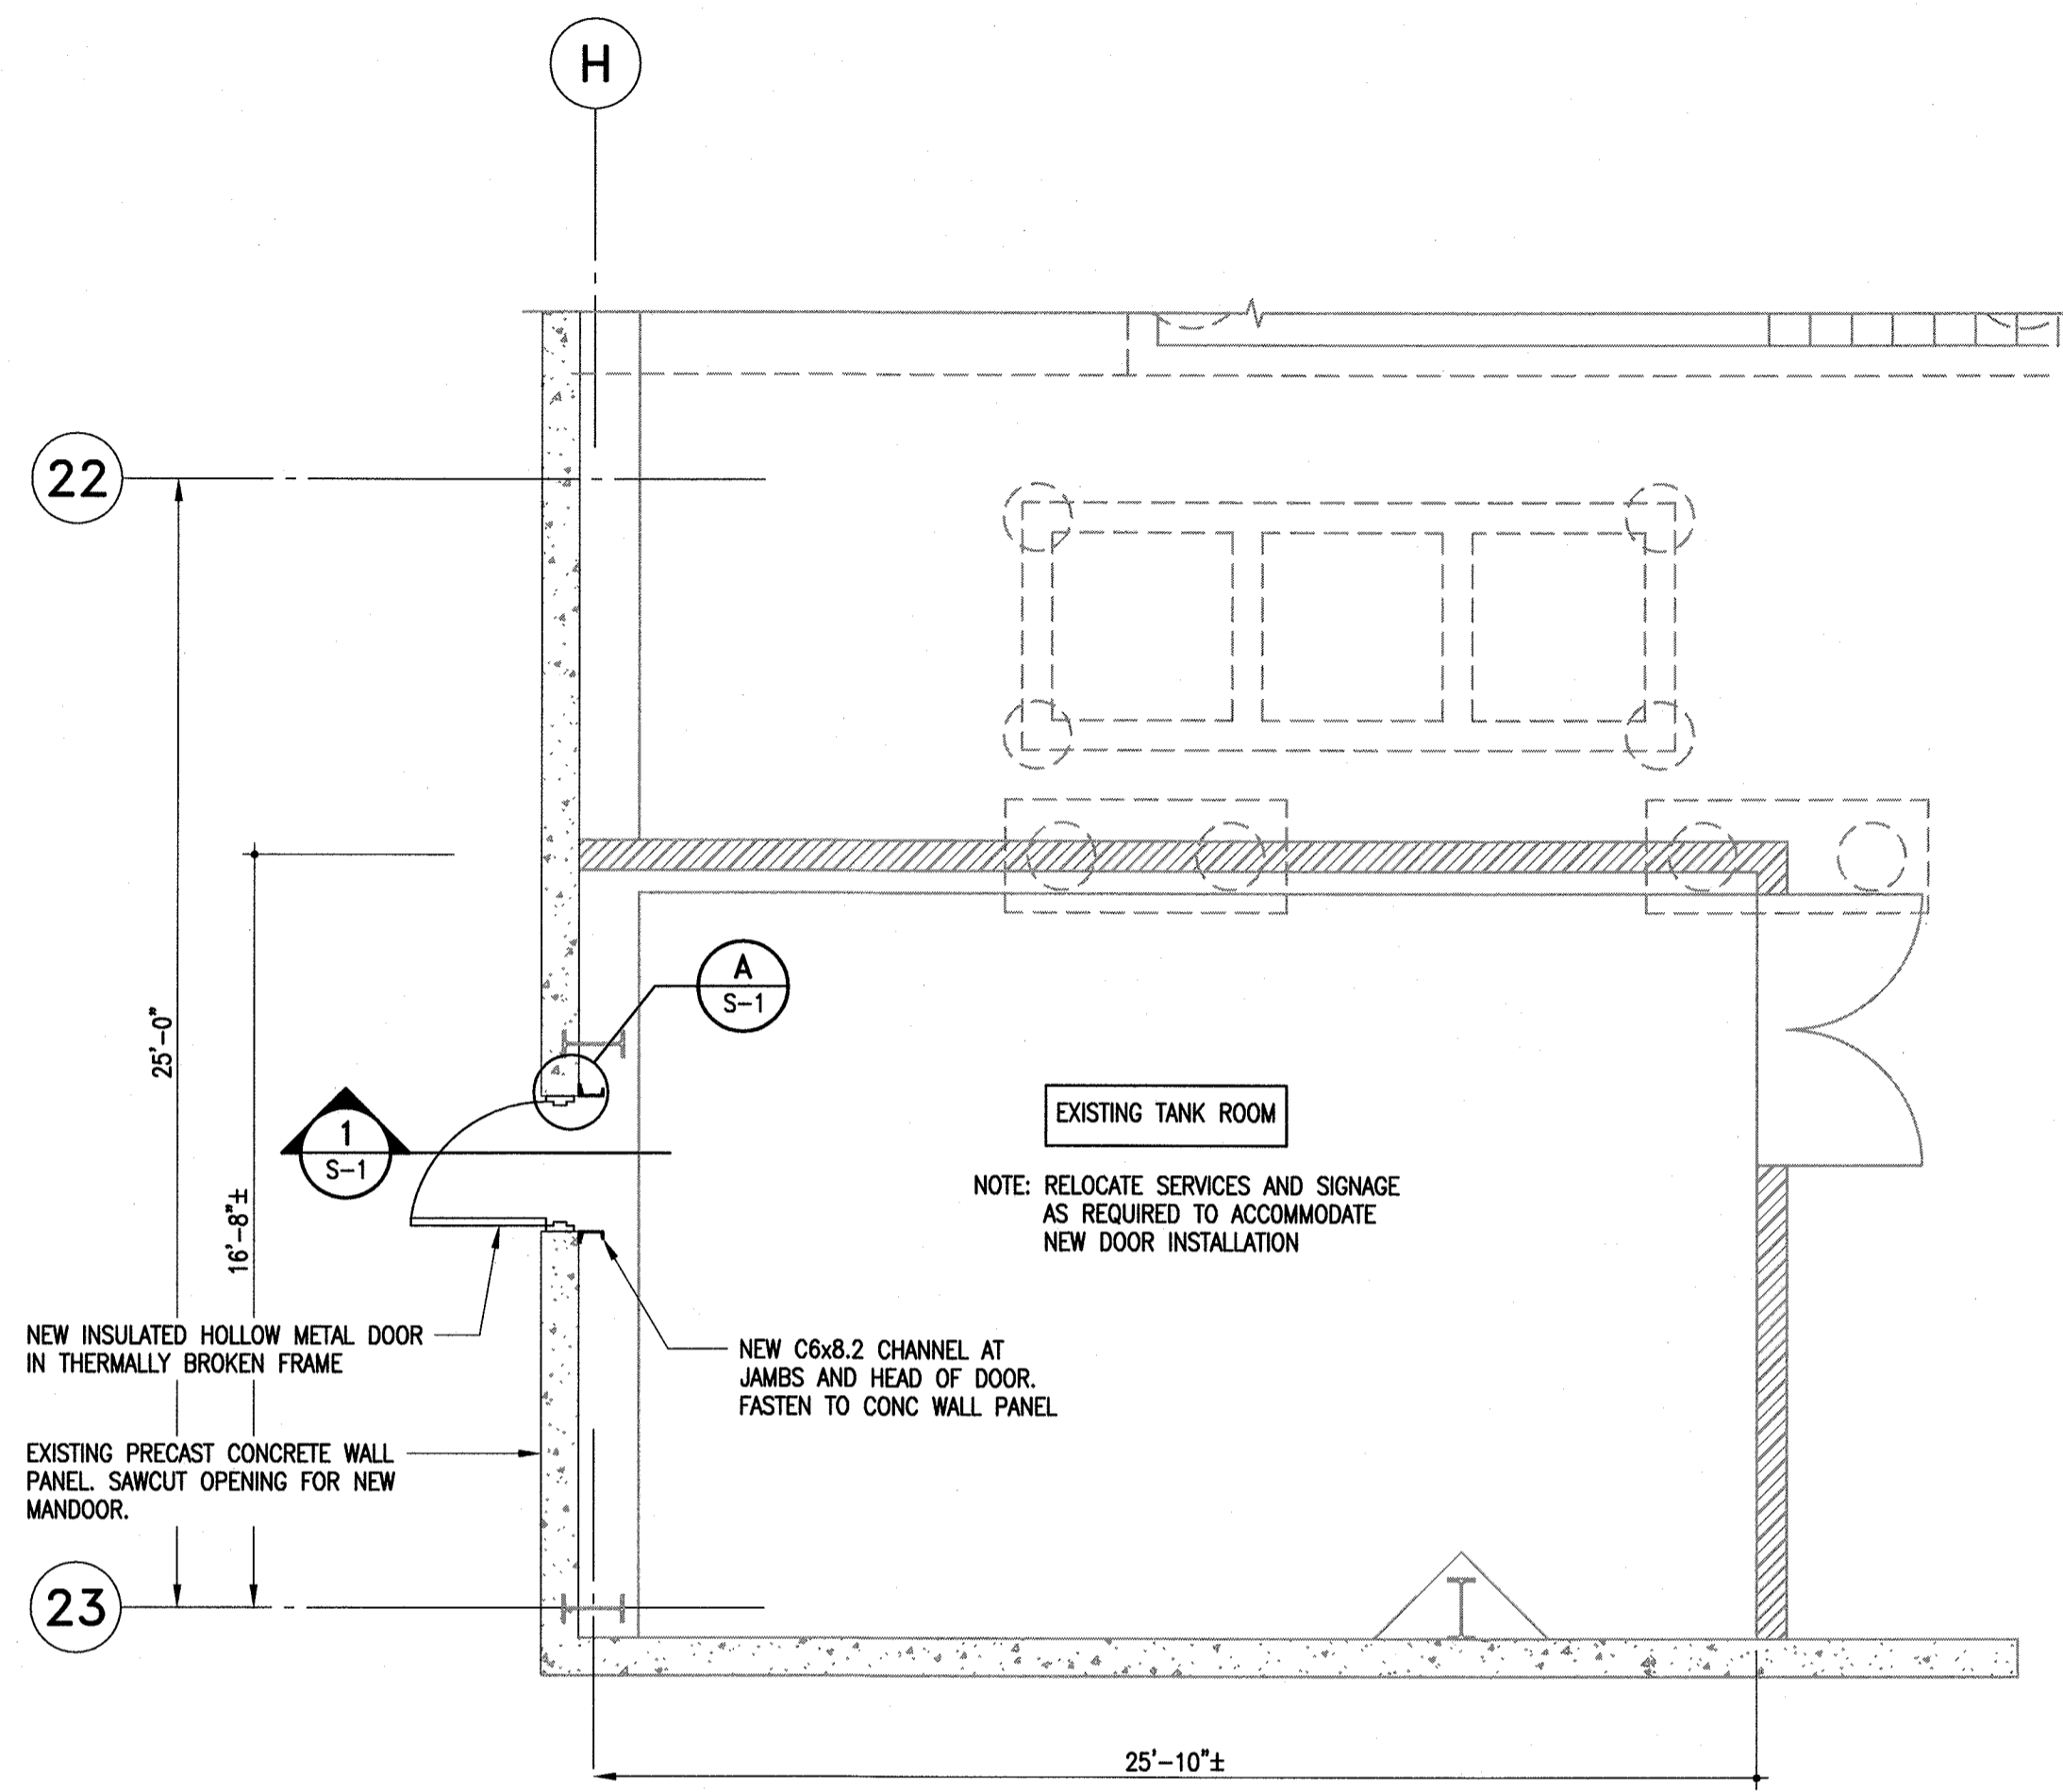 H
22
25'-0"
16'-8"±
A
S-1
1
S-1
EXISTING TANK ROOM
NOTE: RELOCATE SERVICES AND SIGNAGE
AS REQUIRED TO ACCOMMODATE
NEW DOOR INSTALLATION
NEW INSULATED HOLLOW METAL DOOR
IN THERMALLY BROKEN FRAME
NEW C6x8.2 CHANNEL AT
JAMBS AND HEAD OF DOOR.
FASTEN TO CONC WALL PANEL
EXISTING PRECAST CONCRETE WALL
PANEL. SAWCUT OPENING FOR NEW
MANDOOR.
23
25'-10"±